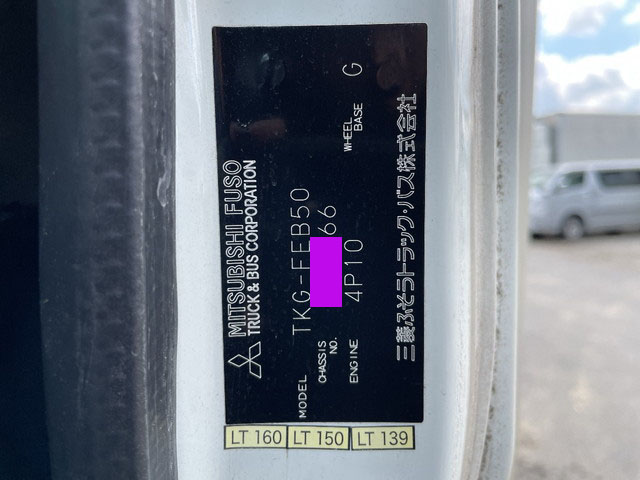 MITSUBISHI FUSO
TRUCK & BUS CORPORATION
MODEL TKG-FEB50
CHASSIS NO. 66
ENGINE 4P10
WHEEL BASE G
三菱ふそうトラック・バス株式会社
LT 160
LT 150
LT 139